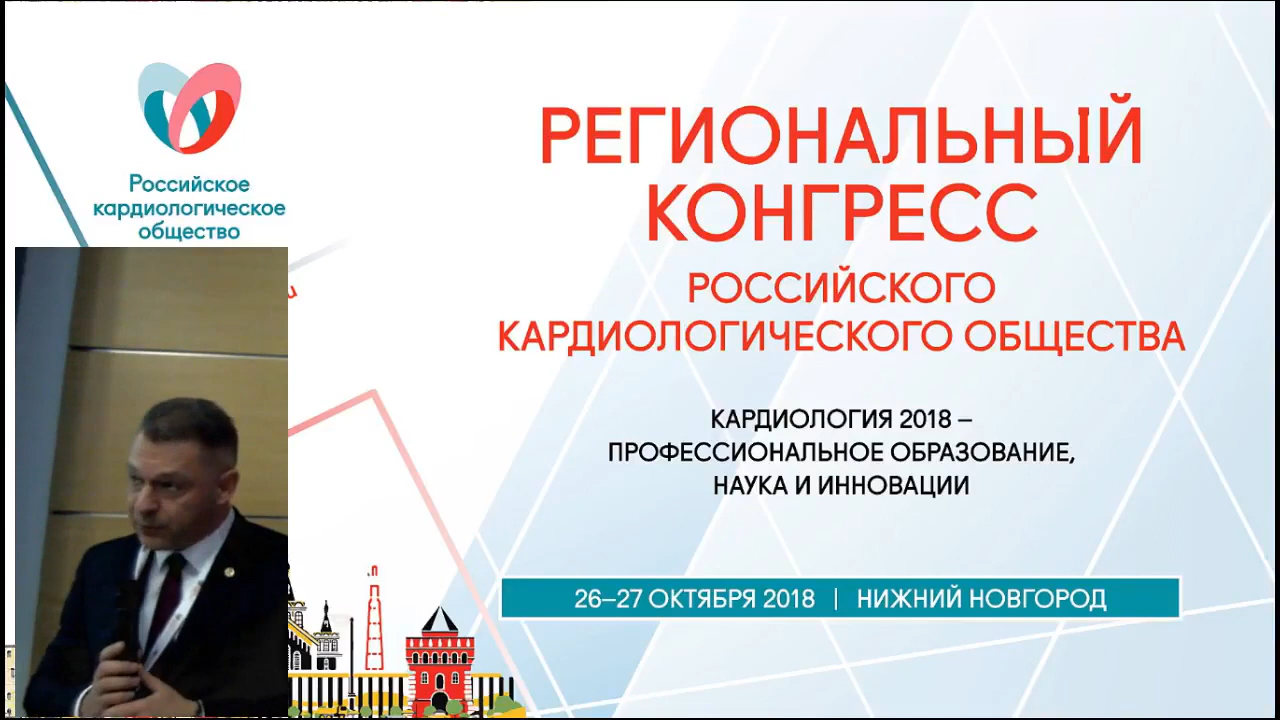 Российское
кардиологическое
общество
РЕГИОНАЛЬНЫЙ
КОНГРЕСС
РОССИЙСКОГО
КАРДИОЛОГИЧЕСКОГО ОБЩЕСТВА
КАРДИОЛОГИЯ 2018 –
ПРОФЕССИОНАЛЬНОЕ ОБРАЗОВАНИЕ,
НАУКА И ИННОВАЦИИ
26–27 ОКТЯБРЯ 2018 | НИЖНИЙ НОВГОРОД